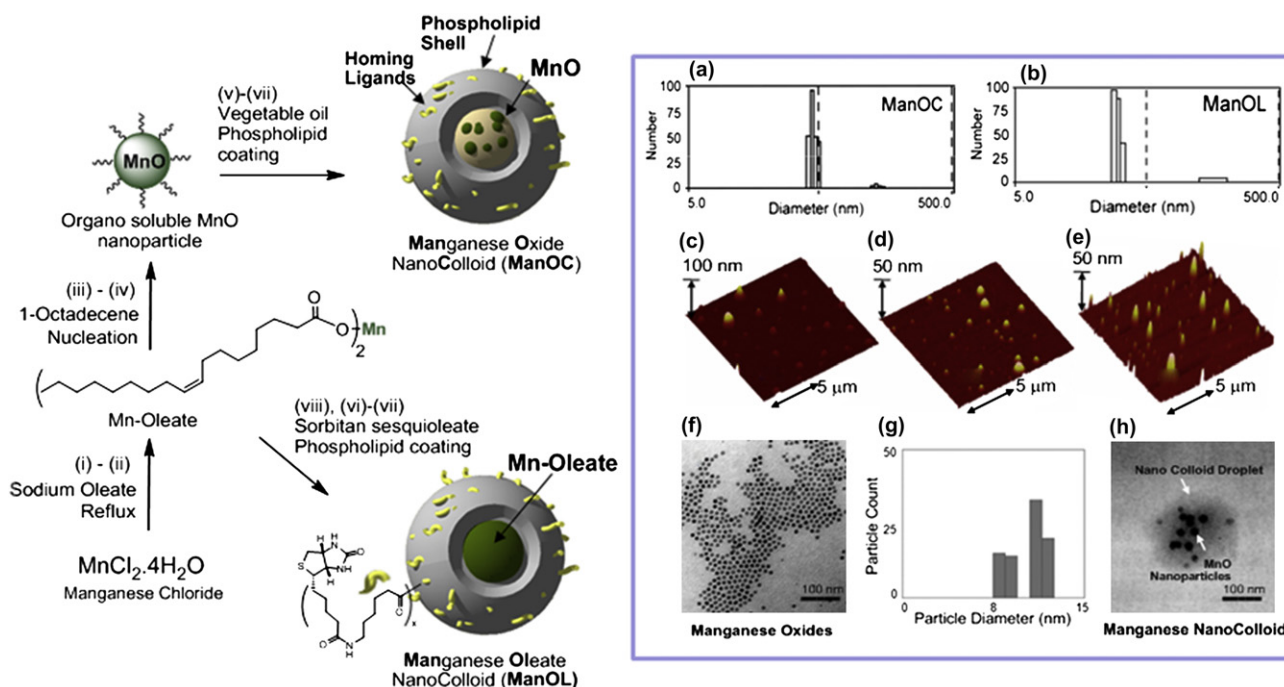 Phospholipid
Shell
Homing
Ligands
MnO
(v)-(vii)
Vegetable oil
Phospholipid
coating
MnO
Organo soluble MnO
nanoparticle
Manganese Oxide
NanoColloid (ManOC)
(iii) - (iv)
1-Octadecene
Nucleation
O
O
Mn
2
Mn-Oleate
(viii), (vi)-(vii)
Sorbitan sesquioleate
Phospholipid coating
(i) - (ii)
Sodium Oleate
Reflux
Mn-Oleate
MnCl2.4H2O
Manganese Chloride
HN
O
S
NH
O
x
O
N
H
Manganese Oleate
NanoColloid (ManOL)
(a)
100
75
50
25
0
Number
ManOC
5.0
Diameter (nm)
500.0
(b)
100
75
50
25
0
Number
ManOL
5.0
Diameter (nm)
500.0
(c)
100 nm
5 μm
(d)
50 nm
5 μm
(e)
50 nm
5 μm
(f)
100 nm
Manganese Oxides
(g)
50
25
0
Particle Count
0
8
15
Particle Diameter (nm)
(h)
Nano Colloid Droplet
MnO
Nanoparticles
100 nm
Manganese NanoColloid